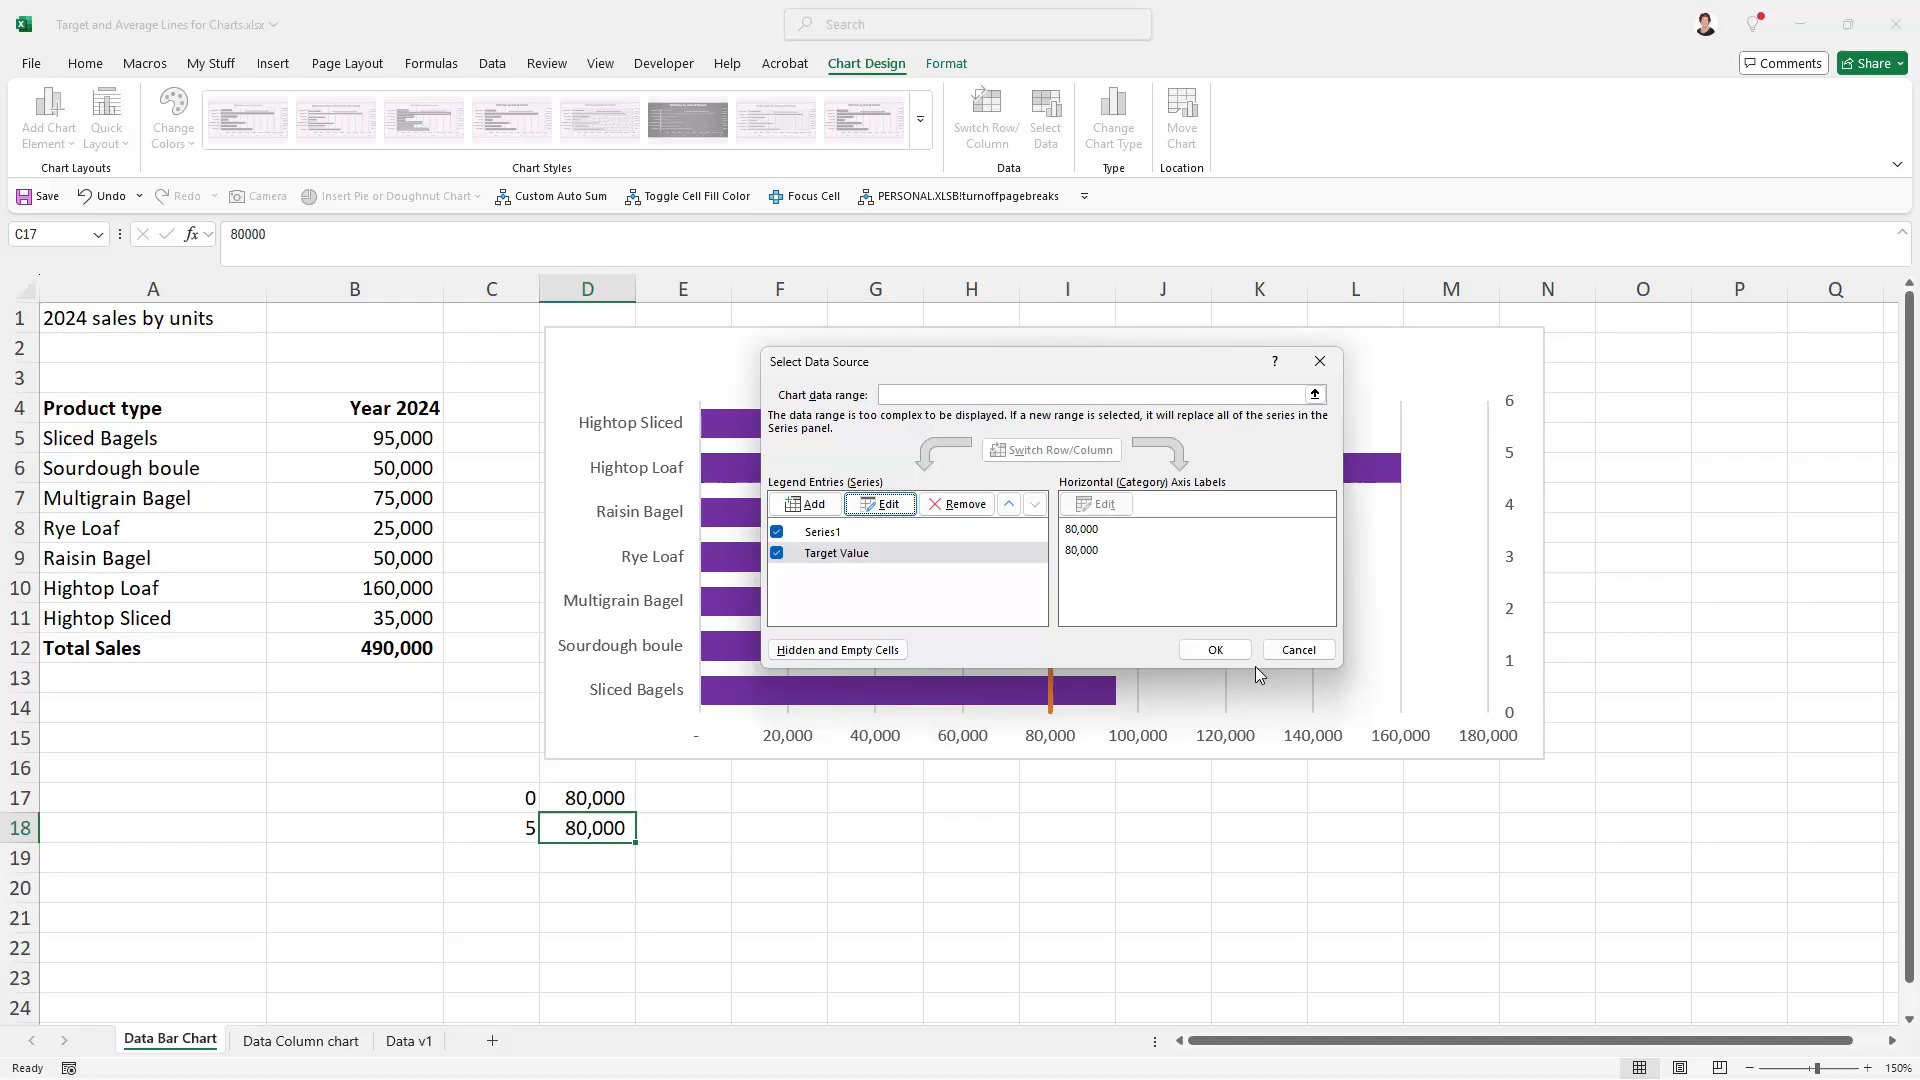 Target and Average Lines for Charts.xlsx
Search
File Home Macros My Stuff Insert Page Layout Formulas Data Review View Developer Help Acrobat Chart Design Format Comments Share
Add Chart Element
Quick Layout
Change Colors
Switch Row/ Column
Select Data
Change Chart Type
Move Chart
Chart Layouts Chart Styles Data Type Location
Save Undo Redo Camera Insert Pie or Doughnut Chart Custom Auto Sum Toggle Cell Fill Color Focus Cell PERSONAL.XLSB!turnoffpagebreaks
C17 fx 80000
A B C D E F G H I J K L M N O P Q
1 2024 sales by units
2
3
4 Product type Year 2024
5 Sliced Bagels 95,000
6 Sourdough boule 50,000
7 Multigrain Bagel 75,000
8 Rye Loaf 25,000
9 Raisin Bagel 50,000
10 Hightop Loaf 160,000
11 Hightop Sliced 35,000
12 Total Sales 490,000
13
14
15
16
17 0 80,000
18 5 80,000
19
20
21
22
23
24
Hightop Sliced
Hightop Loaf
Raisin Bagel
Rye Loaf
Multigrain Bagel
Sourdough boule
Sliced Bagels
6
5
4
3
2
1
0
- 20,000 40,000 60,000 80,000 100,000 120,000 140,000 160,000 180,000
Select Data Source ?
Chart data range:
The data range is too complex to be displayed. If a new range is selected, it will replace all of the series in the
Series panel.
Switch Row/Column
Legend Entries (Series) Horizontal (Category) Axis Labels
Add Edit Remove Edit
Series1 80,000
Target Value 80,000
Hidden and Empty Cells OK Cancel
Data Bar Chart Data Column chart Data v1
Ready 150%